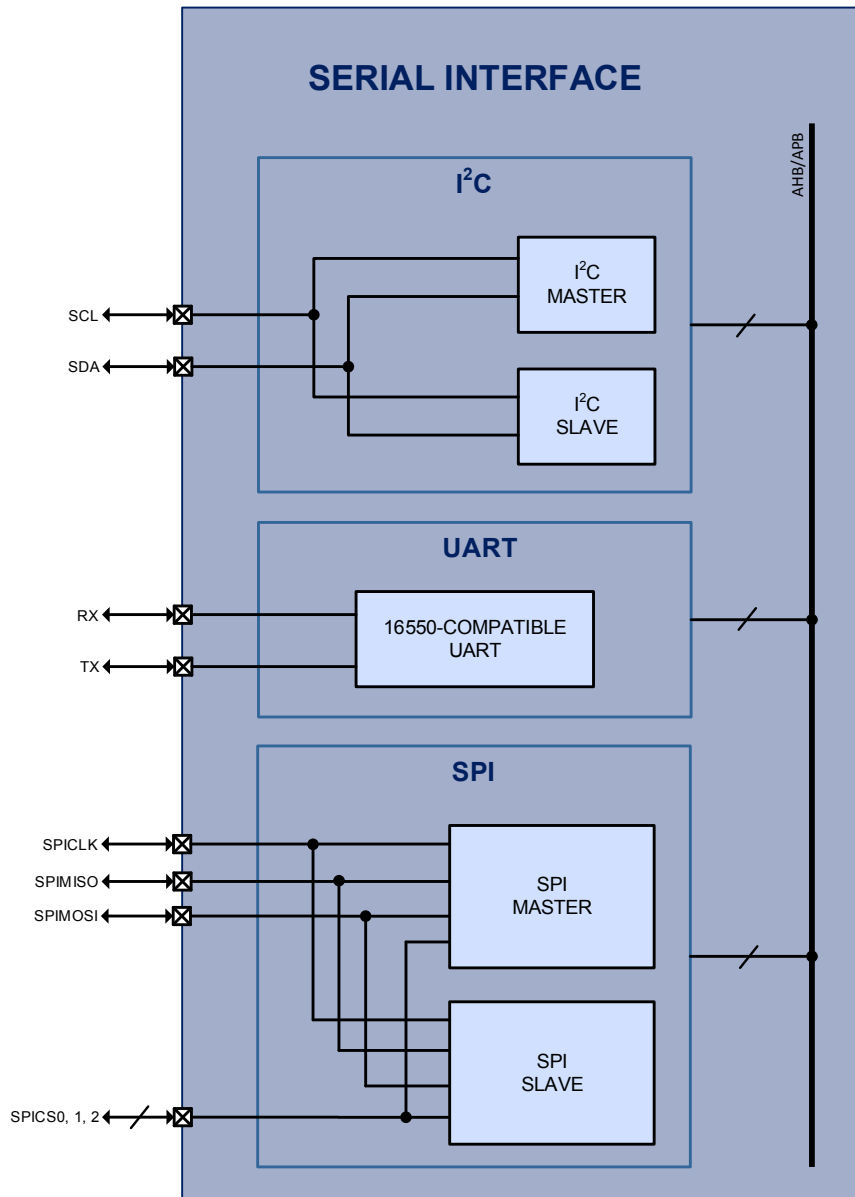 SERIAL INTERFACE
AHB/APB
I²C
I²C
MASTER
SCL
SDA
I²C
SLAVE
UART
RX
16550-COMPATIBLE
UART
TX
SPI
SPICLK
SPIMISO
SPI
MASTER
SPIMOSI
SPI
SLAVE
SPICS0, 1, 2